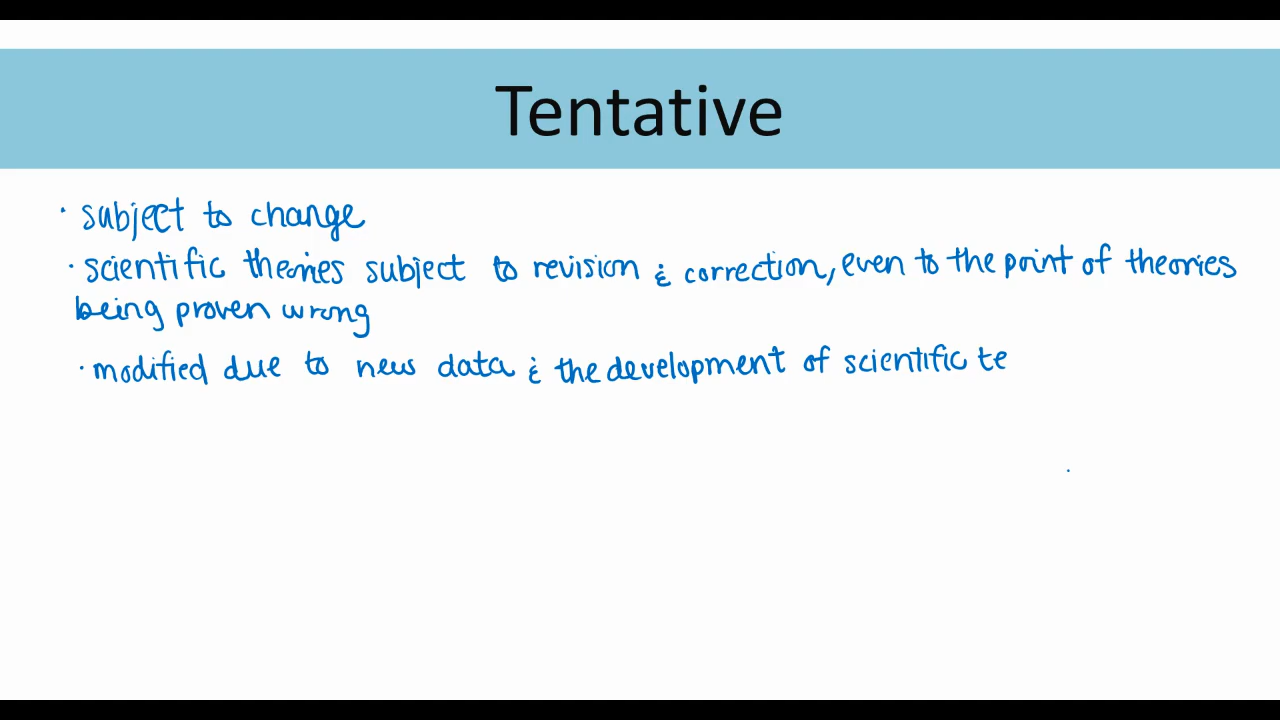 Tentative
· subject to change
· scientific theories subject to revision & correction, even to the point of theories
being proven wrong
· modified due to new data & the development of scientific te